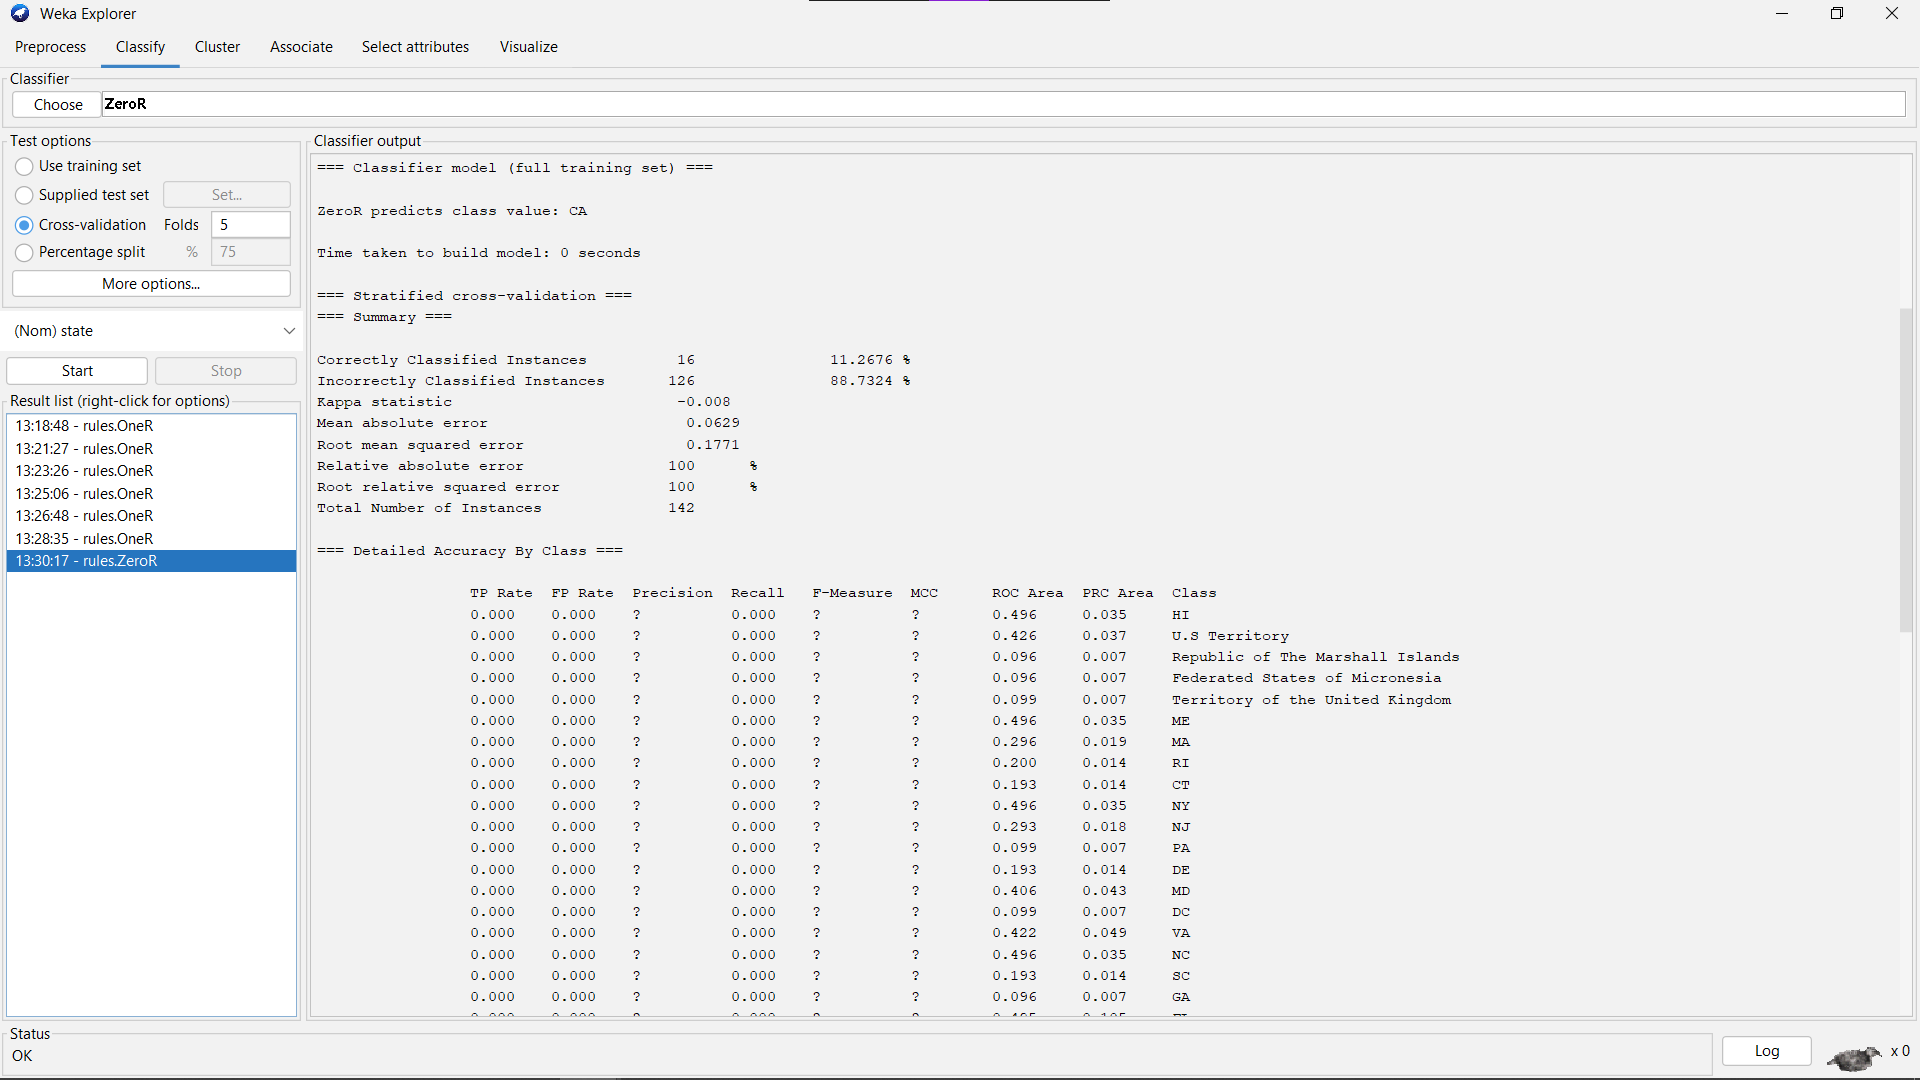 Weka Explorer
Preprocess Classify Cluster Associate Select attributes Visualize
Classifier
Choose ZeroR
Test options
Use training set
Supplied test set Set...
Cross-validation Folds 5
Percentage split % 75
More options...
(Nom) state
Start Stop
Result list (right-click for options)
13:18:48 - rules.OneR
13:21:27 - rules.OneR
13:23:26 - rules.OneR
13:25:06 - rules.OneR
13:26:48 - rules.OneR
13:28:35 - rules.OneR
13:30:17 - rules.ZeroR
Classifier output
=== Classifier model (full training set) ===
ZeroR predicts class value: CA
Time taken to build model: 0 seconds
=== Stratified cross-validation ===
=== Summary ===
Correctly Classified Instances 16 11.2676 %
Incorrectly Classified Instances 126 88.7324 %
Kappa statistic -0.008
Mean absolute error 0.0629
Root mean squared error 0.1771
Relative absolute error 100 %
Root relative squared error 100 %
Total Number of Instances 142
=== Detailed Accuracy By Class ===
TP Rate FP Rate Precision Recall F-Measure MCC ROC Area PRC Area Class
0.000 0.000 ? 0.000 ? ? 0.496 0.035 HI
0.000 0.000 ? 0.000 ? ? 0.426 0.037 U.S Territory
0.000 0.000 ? 0.000 ? ? 0.096 0.007 Republic of The Marshall Islands
0.000 0.000 ? 0.000 ? ? 0.096 0.007 Federated States of Micronesia
0.000 0.000 ? 0.000 ? ? 0.099 0.007 Territory of the United Kingdom
0.000 0.000 ? 0.000 ? ? 0.496 0.035 ME
0.000 0.000 ? 0.000 ? ? 0.296 0.019 MA
0.000 0.000 ? 0.000 ? ? 0.200 0.014 RI
0.000 0.000 ? 0.000 ? ? 0.193 0.014 CT
0.000 0.000 ? 0.000 ? ? 0.496 0.035 NY
0.000 0.000 ? 0.000 ? ? 0.293 0.018 NJ
0.000 0.000 ? 0.000 ? ? 0.099 0.007 PA
0.000 0.000 ? 0.000 ? ? 0.193 0.014 DE
0.000 0.000 ? 0.000 ? ? 0.406 0.043 MD
0.000 0.000 ? 0.000 ? ? 0.099 0.007 DC
0.000 0.000 ? 0.000 ? ? 0.422 0.049 VA
0.000 0.000 ? 0.000 ? ? 0.496 0.035 NC
0.000 0.000 ? 0.000 ? ? 0.193 0.014 SC
0.000 0.000 ? 0.000 ? ? 0.096 0.007 GA
Status
OK
Log x 0